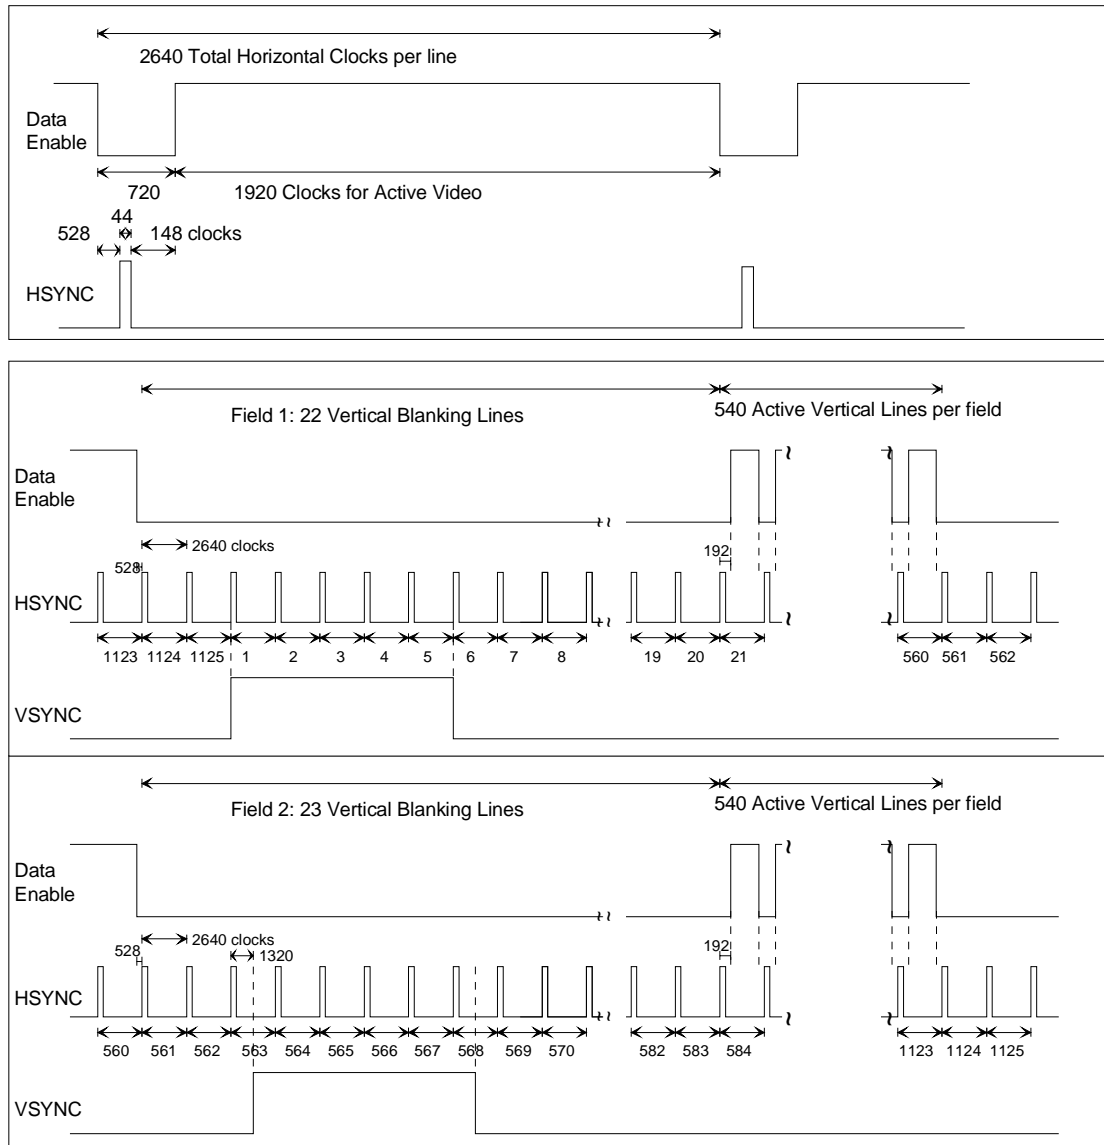 2640 Total Horizontal Clocks per line
Data
Enable
720
1920 Clocks for Active Video
44
528
148 clocks
HSYNC
Field 1: 22 Vertical Blanking Lines
540 Active Vertical Lines per field
Data
Enable
2640 clocks
192
528
HSYNC
1123 1124 1125 1 2 3 4 5 6 7 8 19 20 21 560 561 562
VSYNC
Field 2: 23 Vertical Blanking Lines
540 Active Vertical Lines per field
Data
Enable
2640 clocks
528
1320
192
HSYNC
560 561 562 563 564 565 566 567 568 569 570 582 583 584 1123 1124 1125
VSYNC